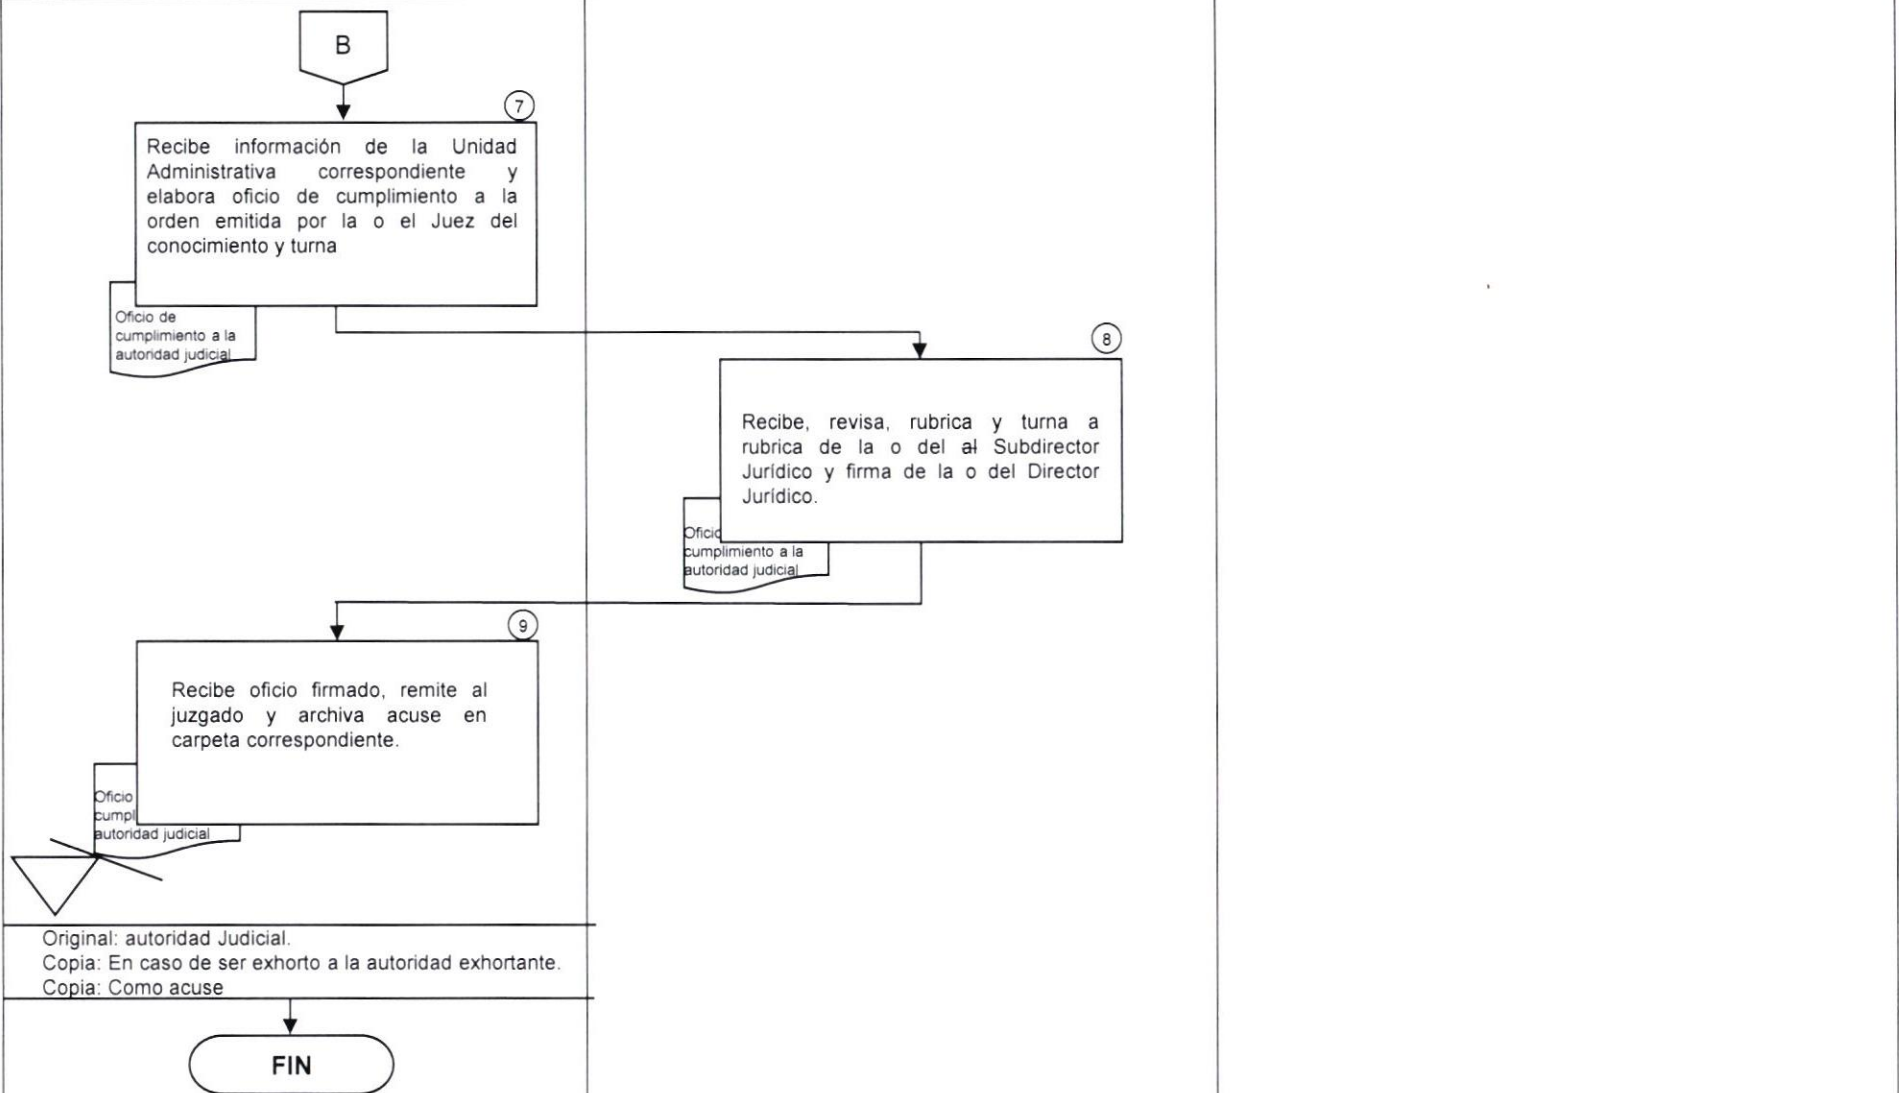 B
7
Recibe información de la Unidad
Administrativa correspondiente y
elabora oficio de cumplimiento a la
orden emitida por la o el Juez del
conocimiento y turna
Oficio de
cumplimiento a la
autoridad judicial
8
Recibe, revisa, rubrica y turna a
rubrica de la o del al Subdirector
Jurídico y firma de la o del Director
Jurídico.
Oficio
cumplimiento a la
autoridad judicial
9
Recibe oficio firmado, remite al
juzgado y archiva acuse en
carpeta correspondiente.
Oficio
cumpl
autoridad judicial
Original: autoridad Judicial.
Copia: En caso de ser exhorto a la autoridad exhortante.
Copia: Como acuse
FIN